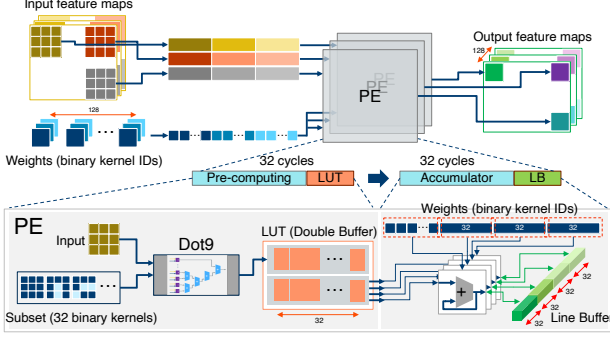 Input feature maps
Output feature maps
128
128
PE
PE
PE
Weights (binary kernel IDs)
32 cycles
32 cycles
Pre-computing
LUT
Accumulator
LB
PE
Weights (binary kernel IDs)
Input
Dot9
LUT (Double Buffer)
32
32
32
Subset (32 binary kernels)
32
+
32
32
32
32
Line Buffer